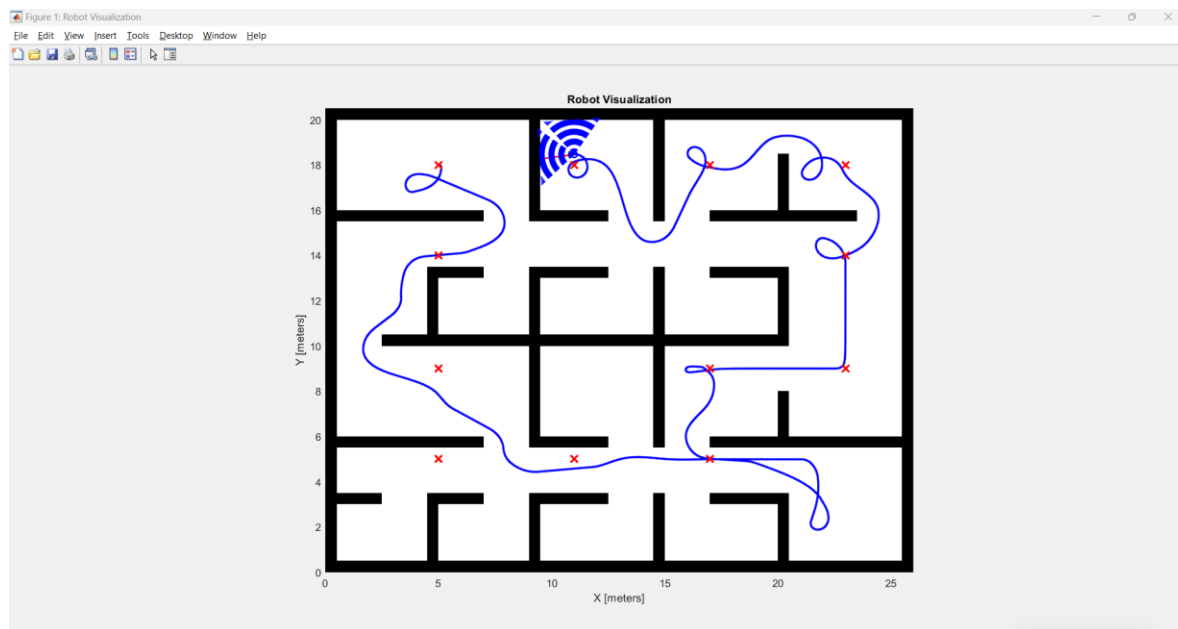 Figure 1: Robot Visualization
File Edit View Insert Tools Desktop Window Help
Robot Visualization
20
18
16
14
12
10
8
6
4
2
0
Y [meters]
0 5 10 15 20 25
X [meters]